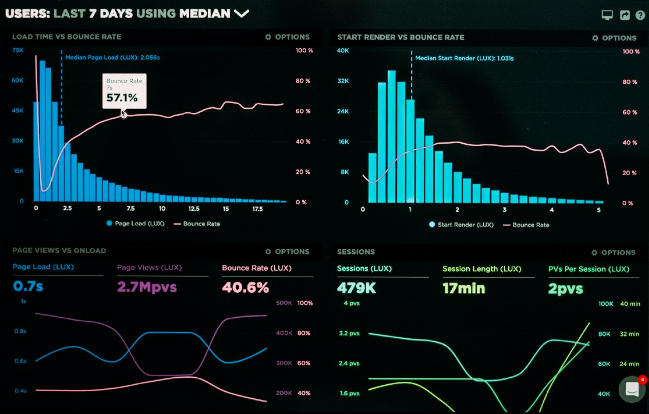 USERS: LAST 7 DAYS USING MEDIAN
LOAD TIME VS BOUNCE RATE
OPTIONS
75K
60K
45K
30K
15K
0
100 %
80 %
60 %
40 %
20 %
0 %
Median Page Load (LUX): 2.056s
Bounce Rate
7s
57.1%
0 2.5 5 7.5 10 12.5 15 17.5
Page Load (LUX) Bounce Rate
START RENDER VS BOUNCE RATE
OPTIONS
40K
32K
24K
16K
8K
0
100 %
80 %
60 %
40 %
20 %
0 %
Median Start Render (LUX): 1.031s
0 1 2 3 4 5
Start Render (LUX) Bounce Rate
PAGE VIEWS VS ONLOAD
OPTIONS
Page Load (LUX) Page Views (LUX) Bounce Rate (LUX)
0.7s 2.7Mpvs 40.6%
1s
0.8s
0.6s
0.4s
500K 100%
400K 80%
300K 60%
200K 40%
SESSIONS
OPTIONS
Sessions (LUX) Session Length (LUX) PVs Per Session (LUX)
479K 17min 2pvs
4 pvs
3.2 pvs
2.4 pvs
1.6 pvs
100K 40 min
80K 32 min
60K 24 min
40K
4